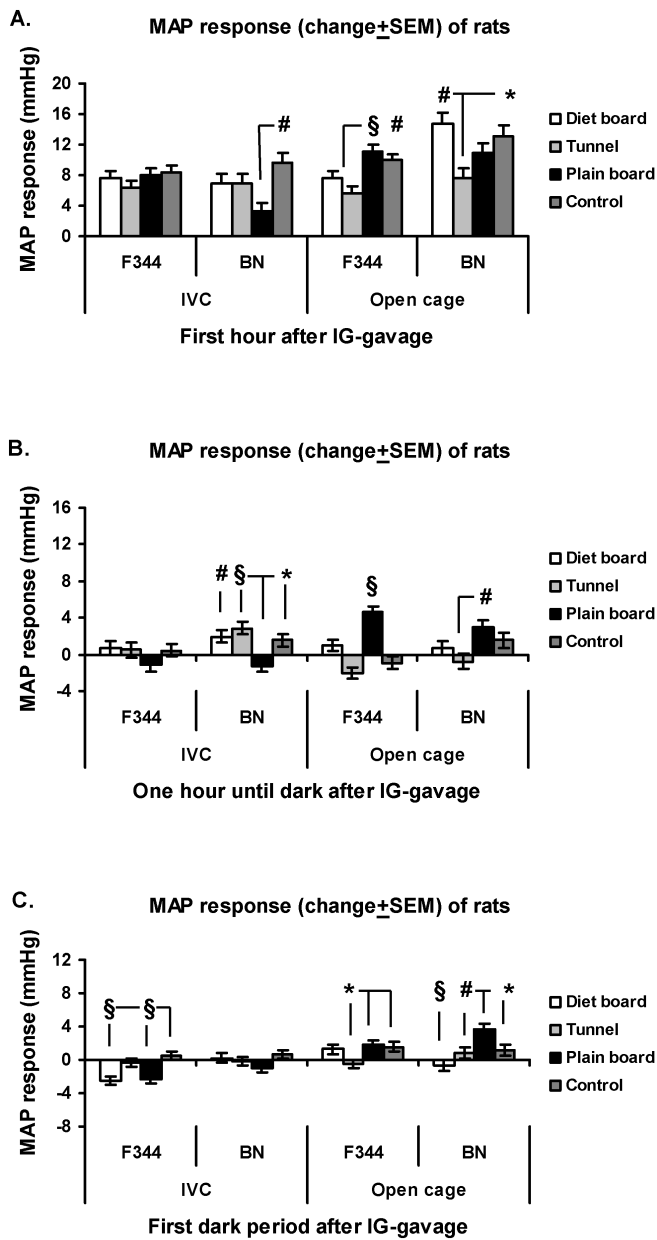 A.
MAP response (change±SEM) of rats
MAP response (mmHg)
20
16
12
8
4
0
#
§
#
#
*
Diet board
Tunnel
Plain board
Control
F344
BN
F344
BN
IVC
Open cage
First hour after IG-gavage
B.
MAP response (change±SEM) of rats
MAP response (mmHg)
16
12
8
4
0
-4
#
§
*
§
#
Diet board
Tunnel
Plain board
Control
F344
BN
F344
BN
IVC
Open cage
One hour until dark after IG-gavage
C.
MAP response (change±SEM) of rats
MAP response (mmHg)
12
8
4
0
-4
-8
§
§
*
§
#
*
Diet board
Tunnel
Plain board
Control
F344
BN
F344
BN
IVC
Open cage
First dark period after IG-gavage